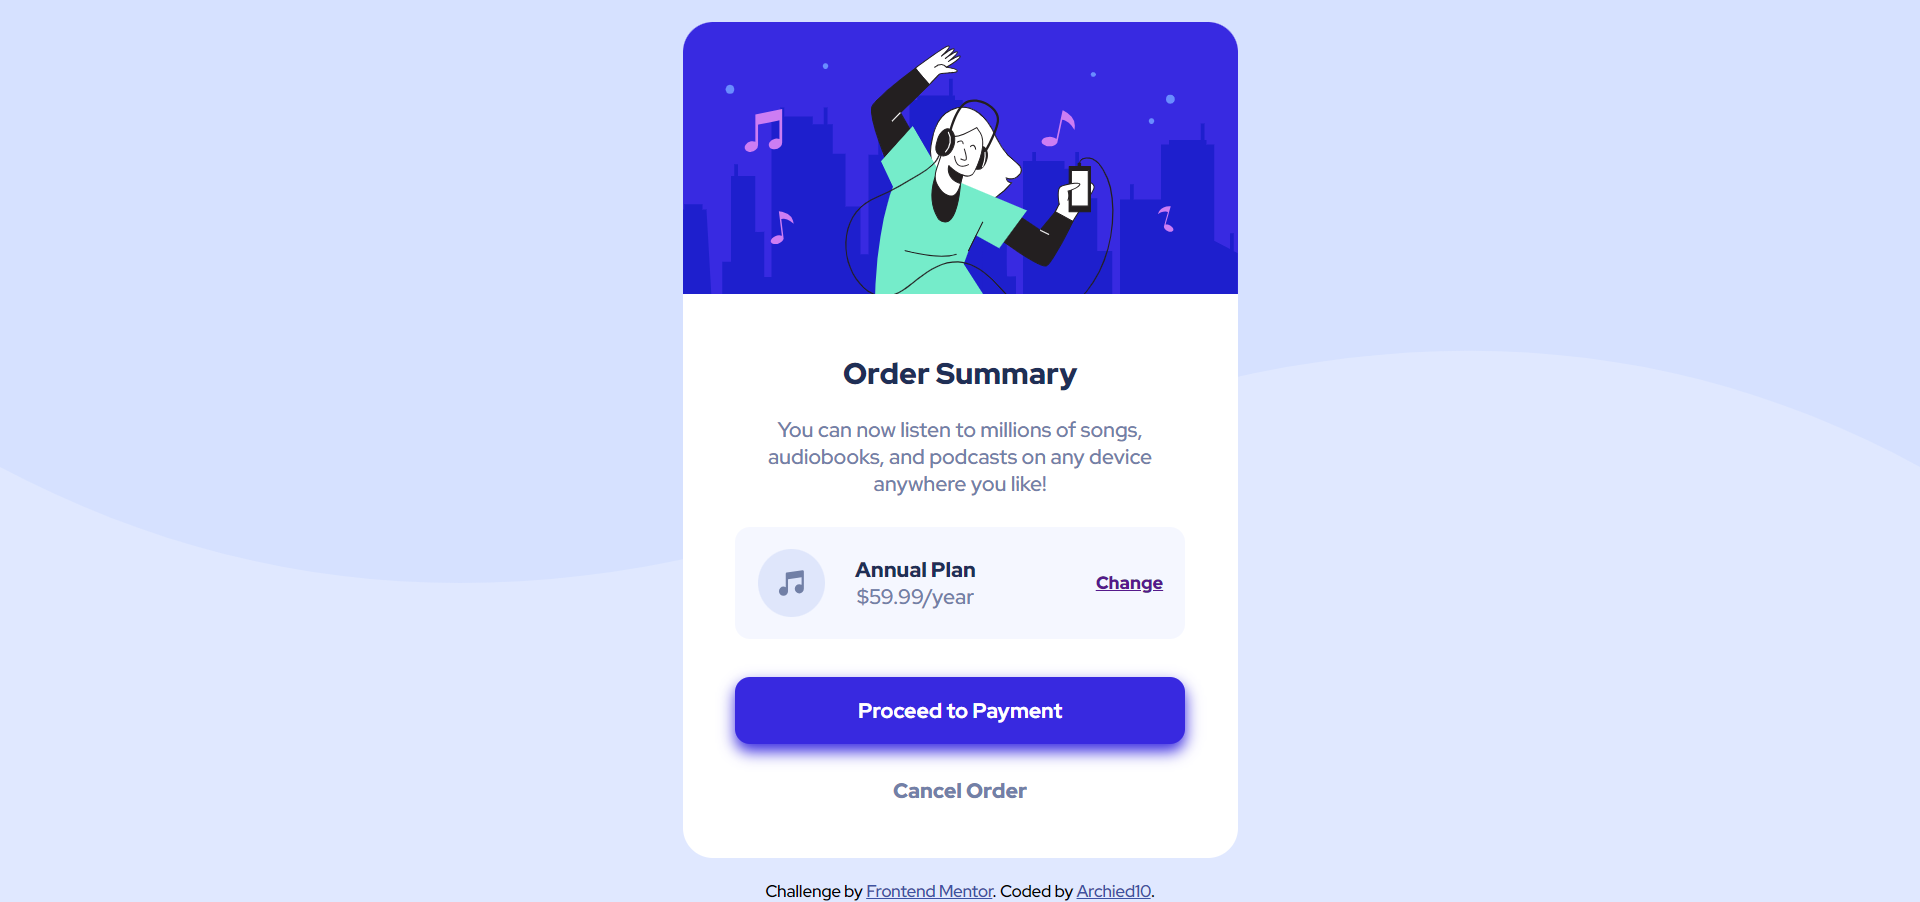 Order Summary
You can now listen to millions of songs,
audiobooks, and podcasts on any device
anywhere you like!
Annual Plan
$59.99/year
Change
Proceed to Payment
Cancel Order
Challenge by Frontend Mentor. Coded by Archied10.